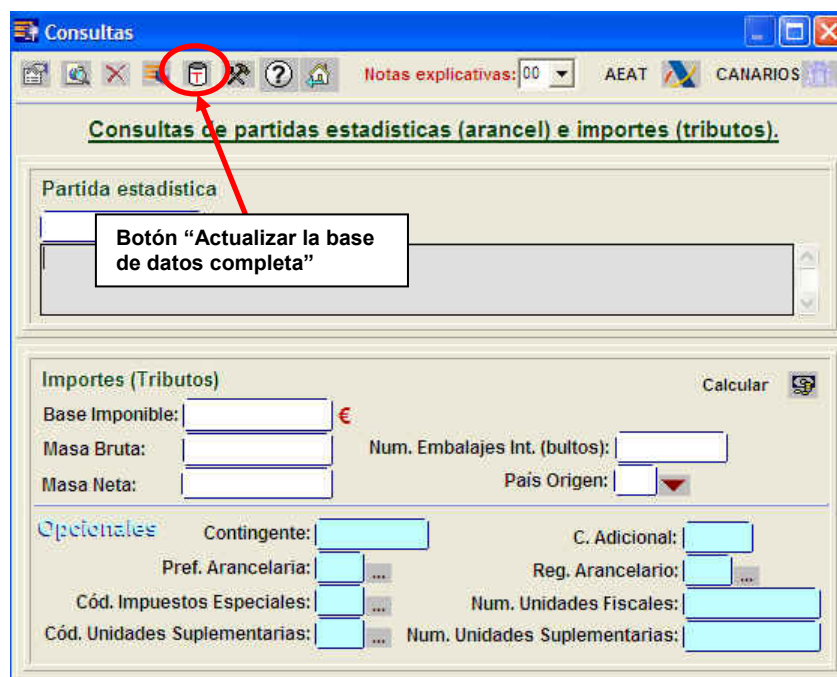 Consultas
Notas explicativas: 00 AEAT CANARIOS
Consultas de partidas estadísticas (arancel) e importes (tributos).
Partida estadística
Botón “Actualizar la base
de datos completa”
Importes (Tributos)
Calcular
Base Imponible: €
Masa Bruta: Num. Embalajes Int. (bultos):
Masa Neta: País Origen:
Opcionales Contingente: C. Adicional:
Pref. Arancelaria: ... Reg. Arancelario: ...
Cód. Impuestos Especiales: ... Num. Unidades Fiscales:
Cód. Unidades Suplementarias: ... Num. Unidades Suplementarias: